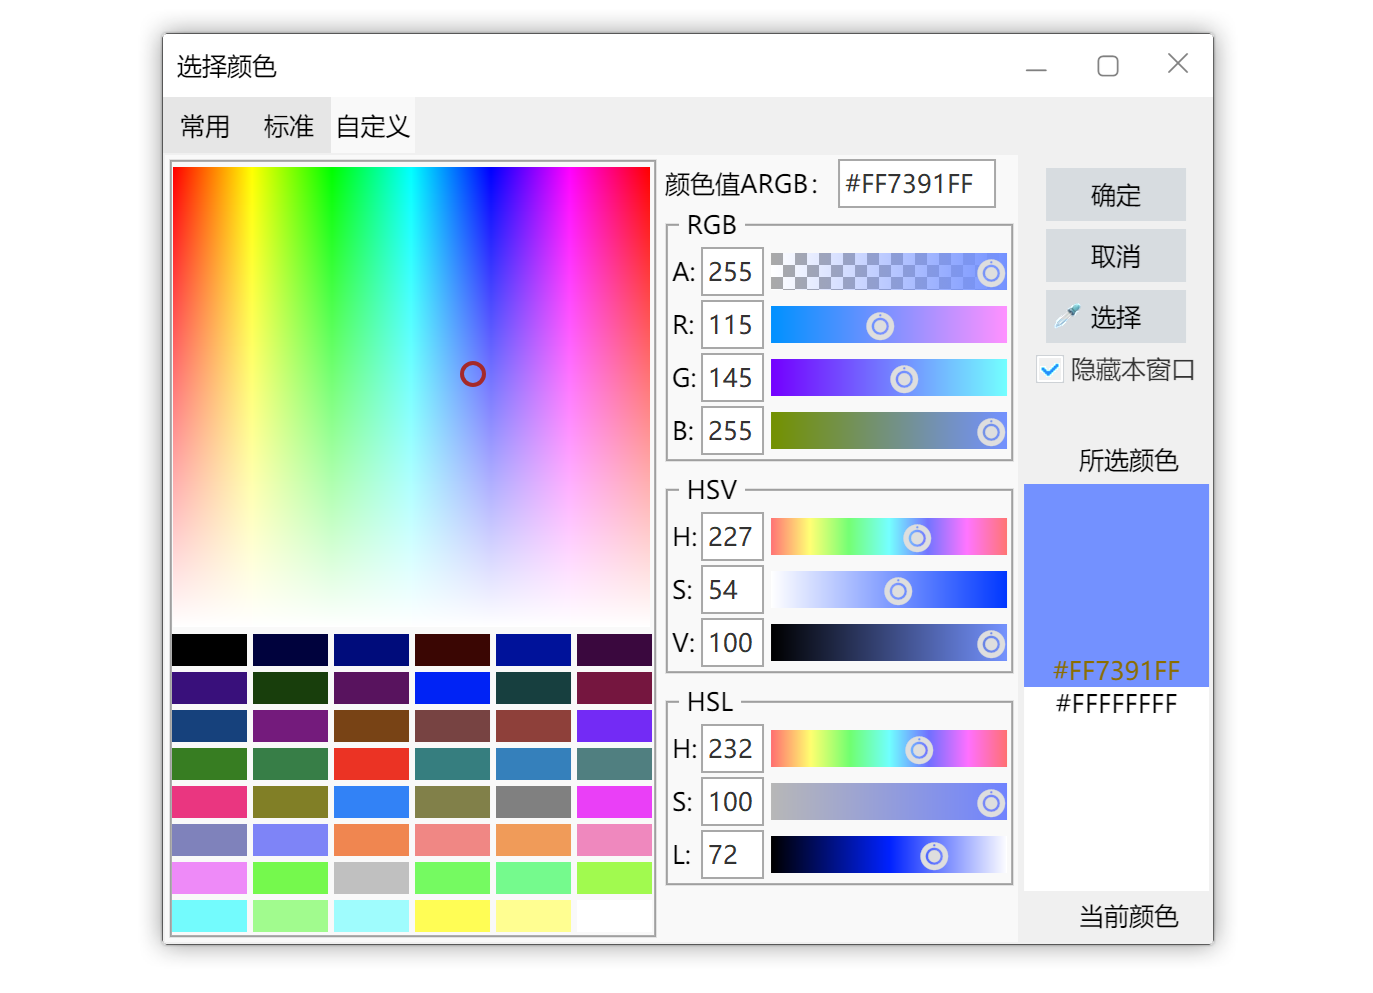 选择颜色
常用 标准 自定义
颜色值ARGB： #FF7391FF
RGB
A: 255
R: 115
G: 145
B: 255
HSV
H: 227
S: 54
V: 100
HSL
H: 232
S: 100
L: 72
确定
取消
选择
隐藏本窗口
所选颜色
#FF7391FF
#FFFFFFFF
当前颜色